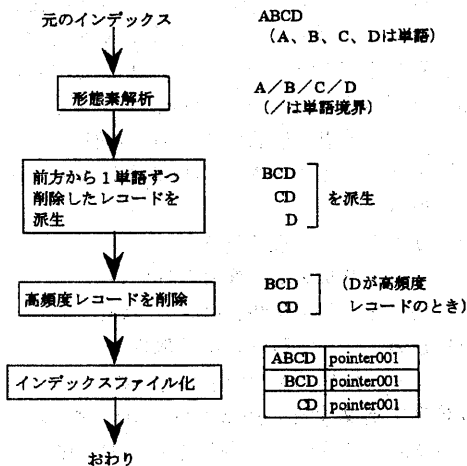 元のインデックス
ABCD
(A、B、C、Dは単語)
形態素解析
A/B/C/D
(/は単語境界)
前方から1単語ずつ
削除したレコードを
派生
BCD
CD
D
を派生
高頻度レコードを削除
BCD
CD
(Dが高頻度
レコードのとき)
インデックスファイル化
ABCD pointer001
BCD pointer001
CD pointer001
おわり